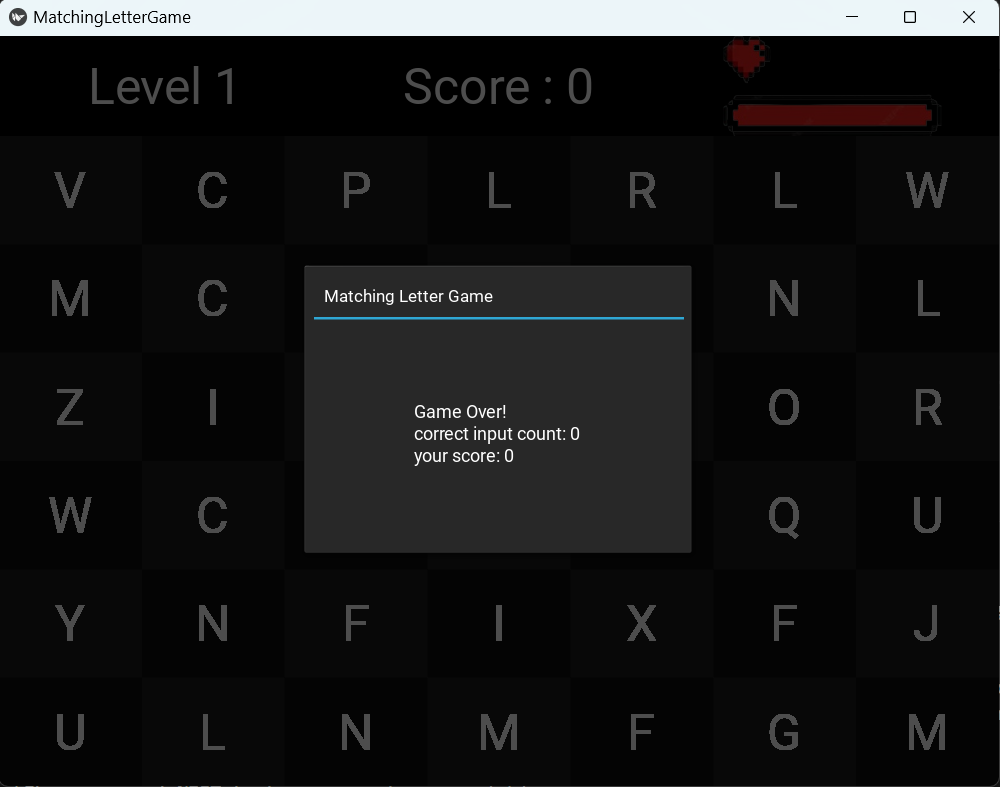 MatchingLetterGame
Level 1 Score : 0
V C P L R L W
M C N L
Z I O R
W C Q U
Y N F I X F J
U L N M F G M
Matching Letter Game
Game Over!
correct input count: 0
your score: 0